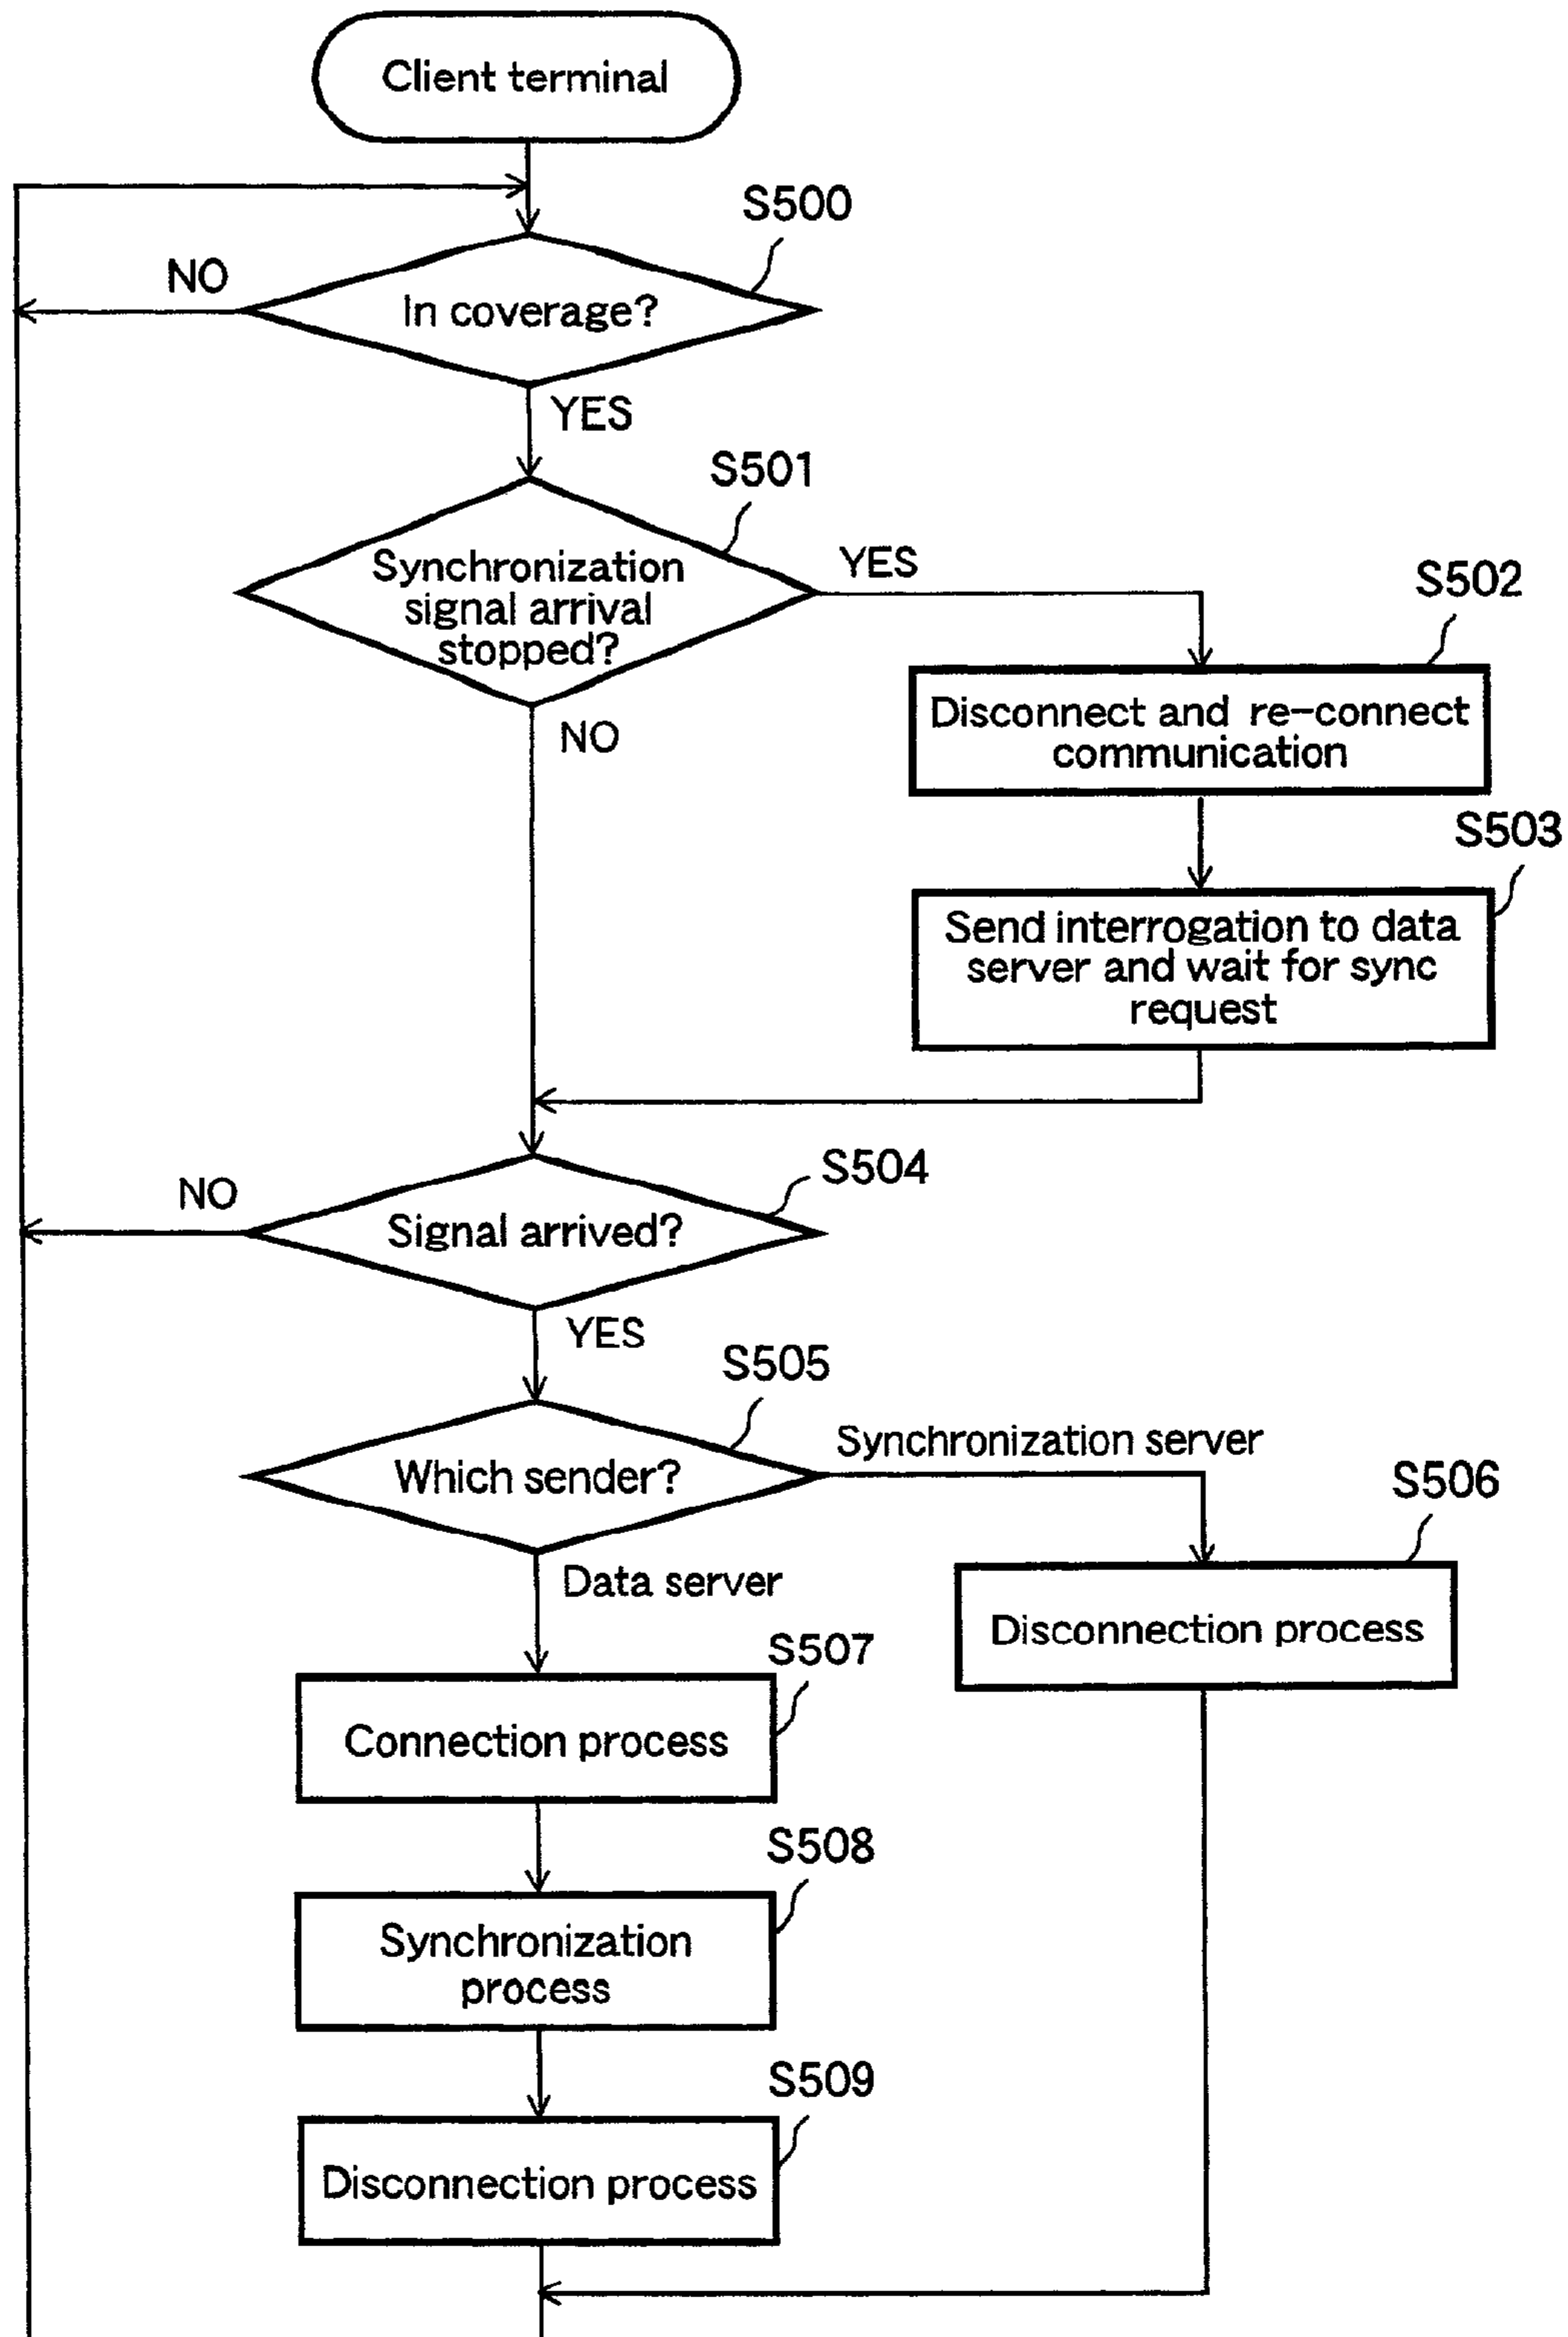 Client terminal
S500
NO
In coverage?
YES
S501
Synchronization
signal arrival
stopped?
YES
S502
NO
Disconnect and re-connect
communication
S503
Send interrogation to data
server and wait for sync
request
S504
NO
Signal arrived?
YES
S505
Which sender?
Synchronization server
S506
Data server
Disconnection process
S507
Connection process
S508
Synchronization
process
S509
Disconnection process